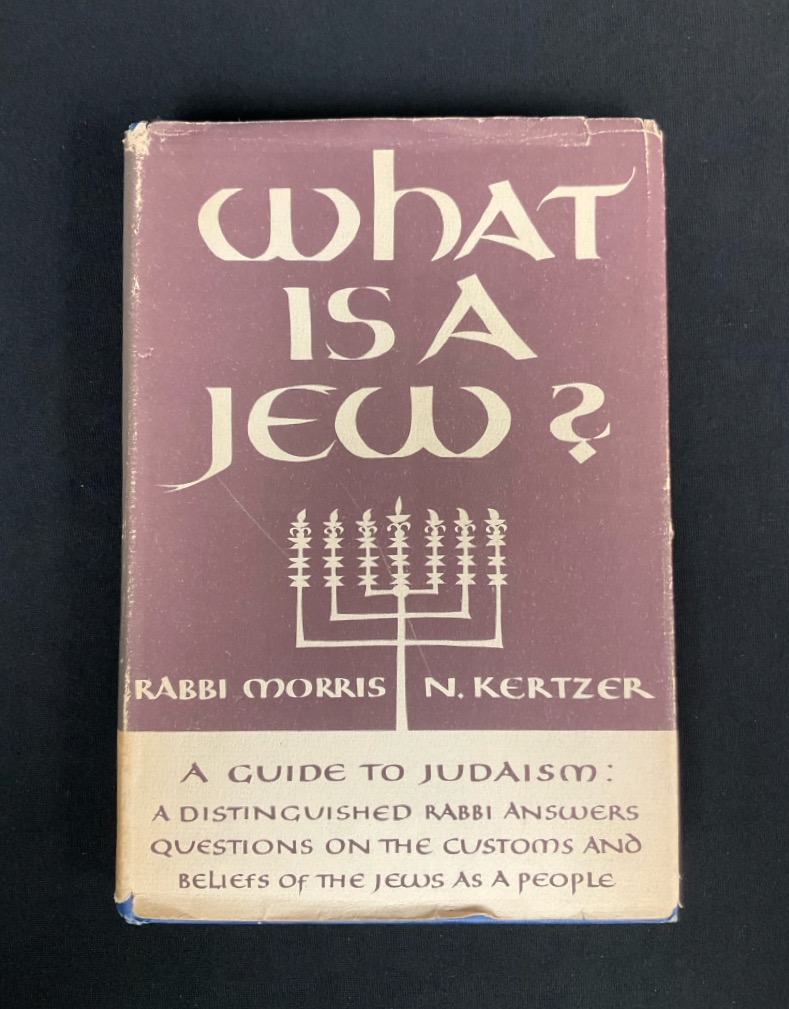 WHAT
IS A
JEW?
RABBI MORRIS N. KERTZER
A GUIDE TO JUDAISM:
A DISTINGUISHED RABBI ANSWERS
QUESTIONS ON THE CUSTOMS AND
BELIEFS OF THE JEWS AS A PEOPLE